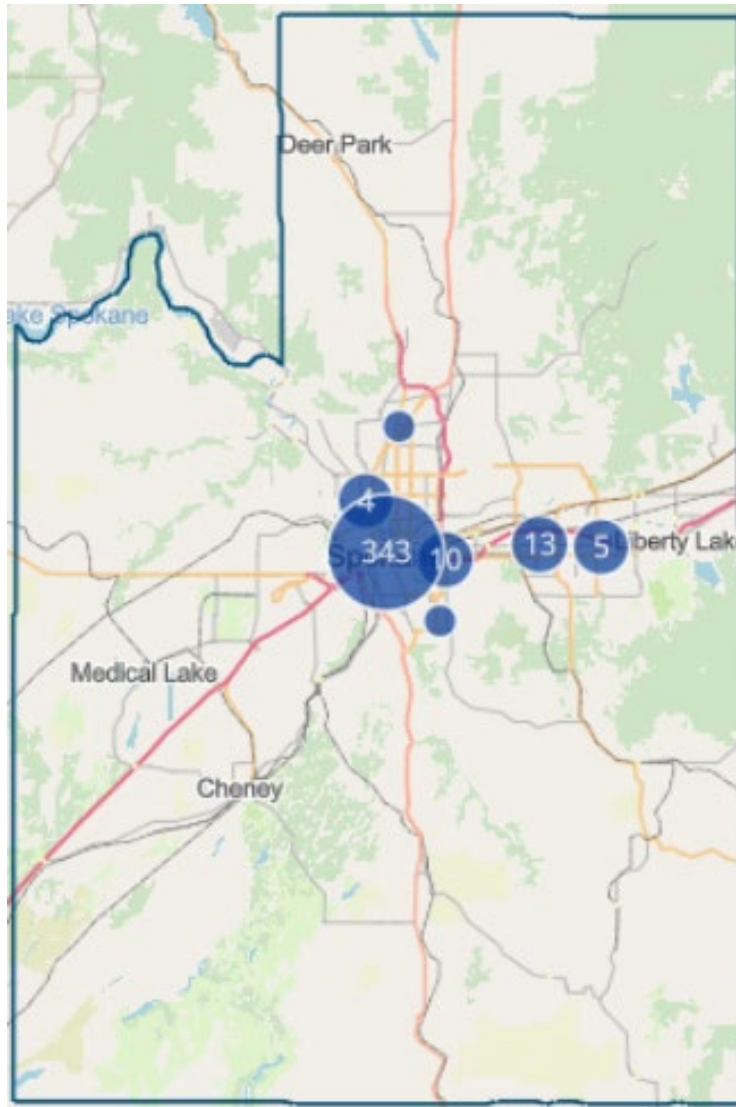 Deer Park
ake Spokane
4
343
10
13
5
Liberty Lake
Medical Lake
Cheney